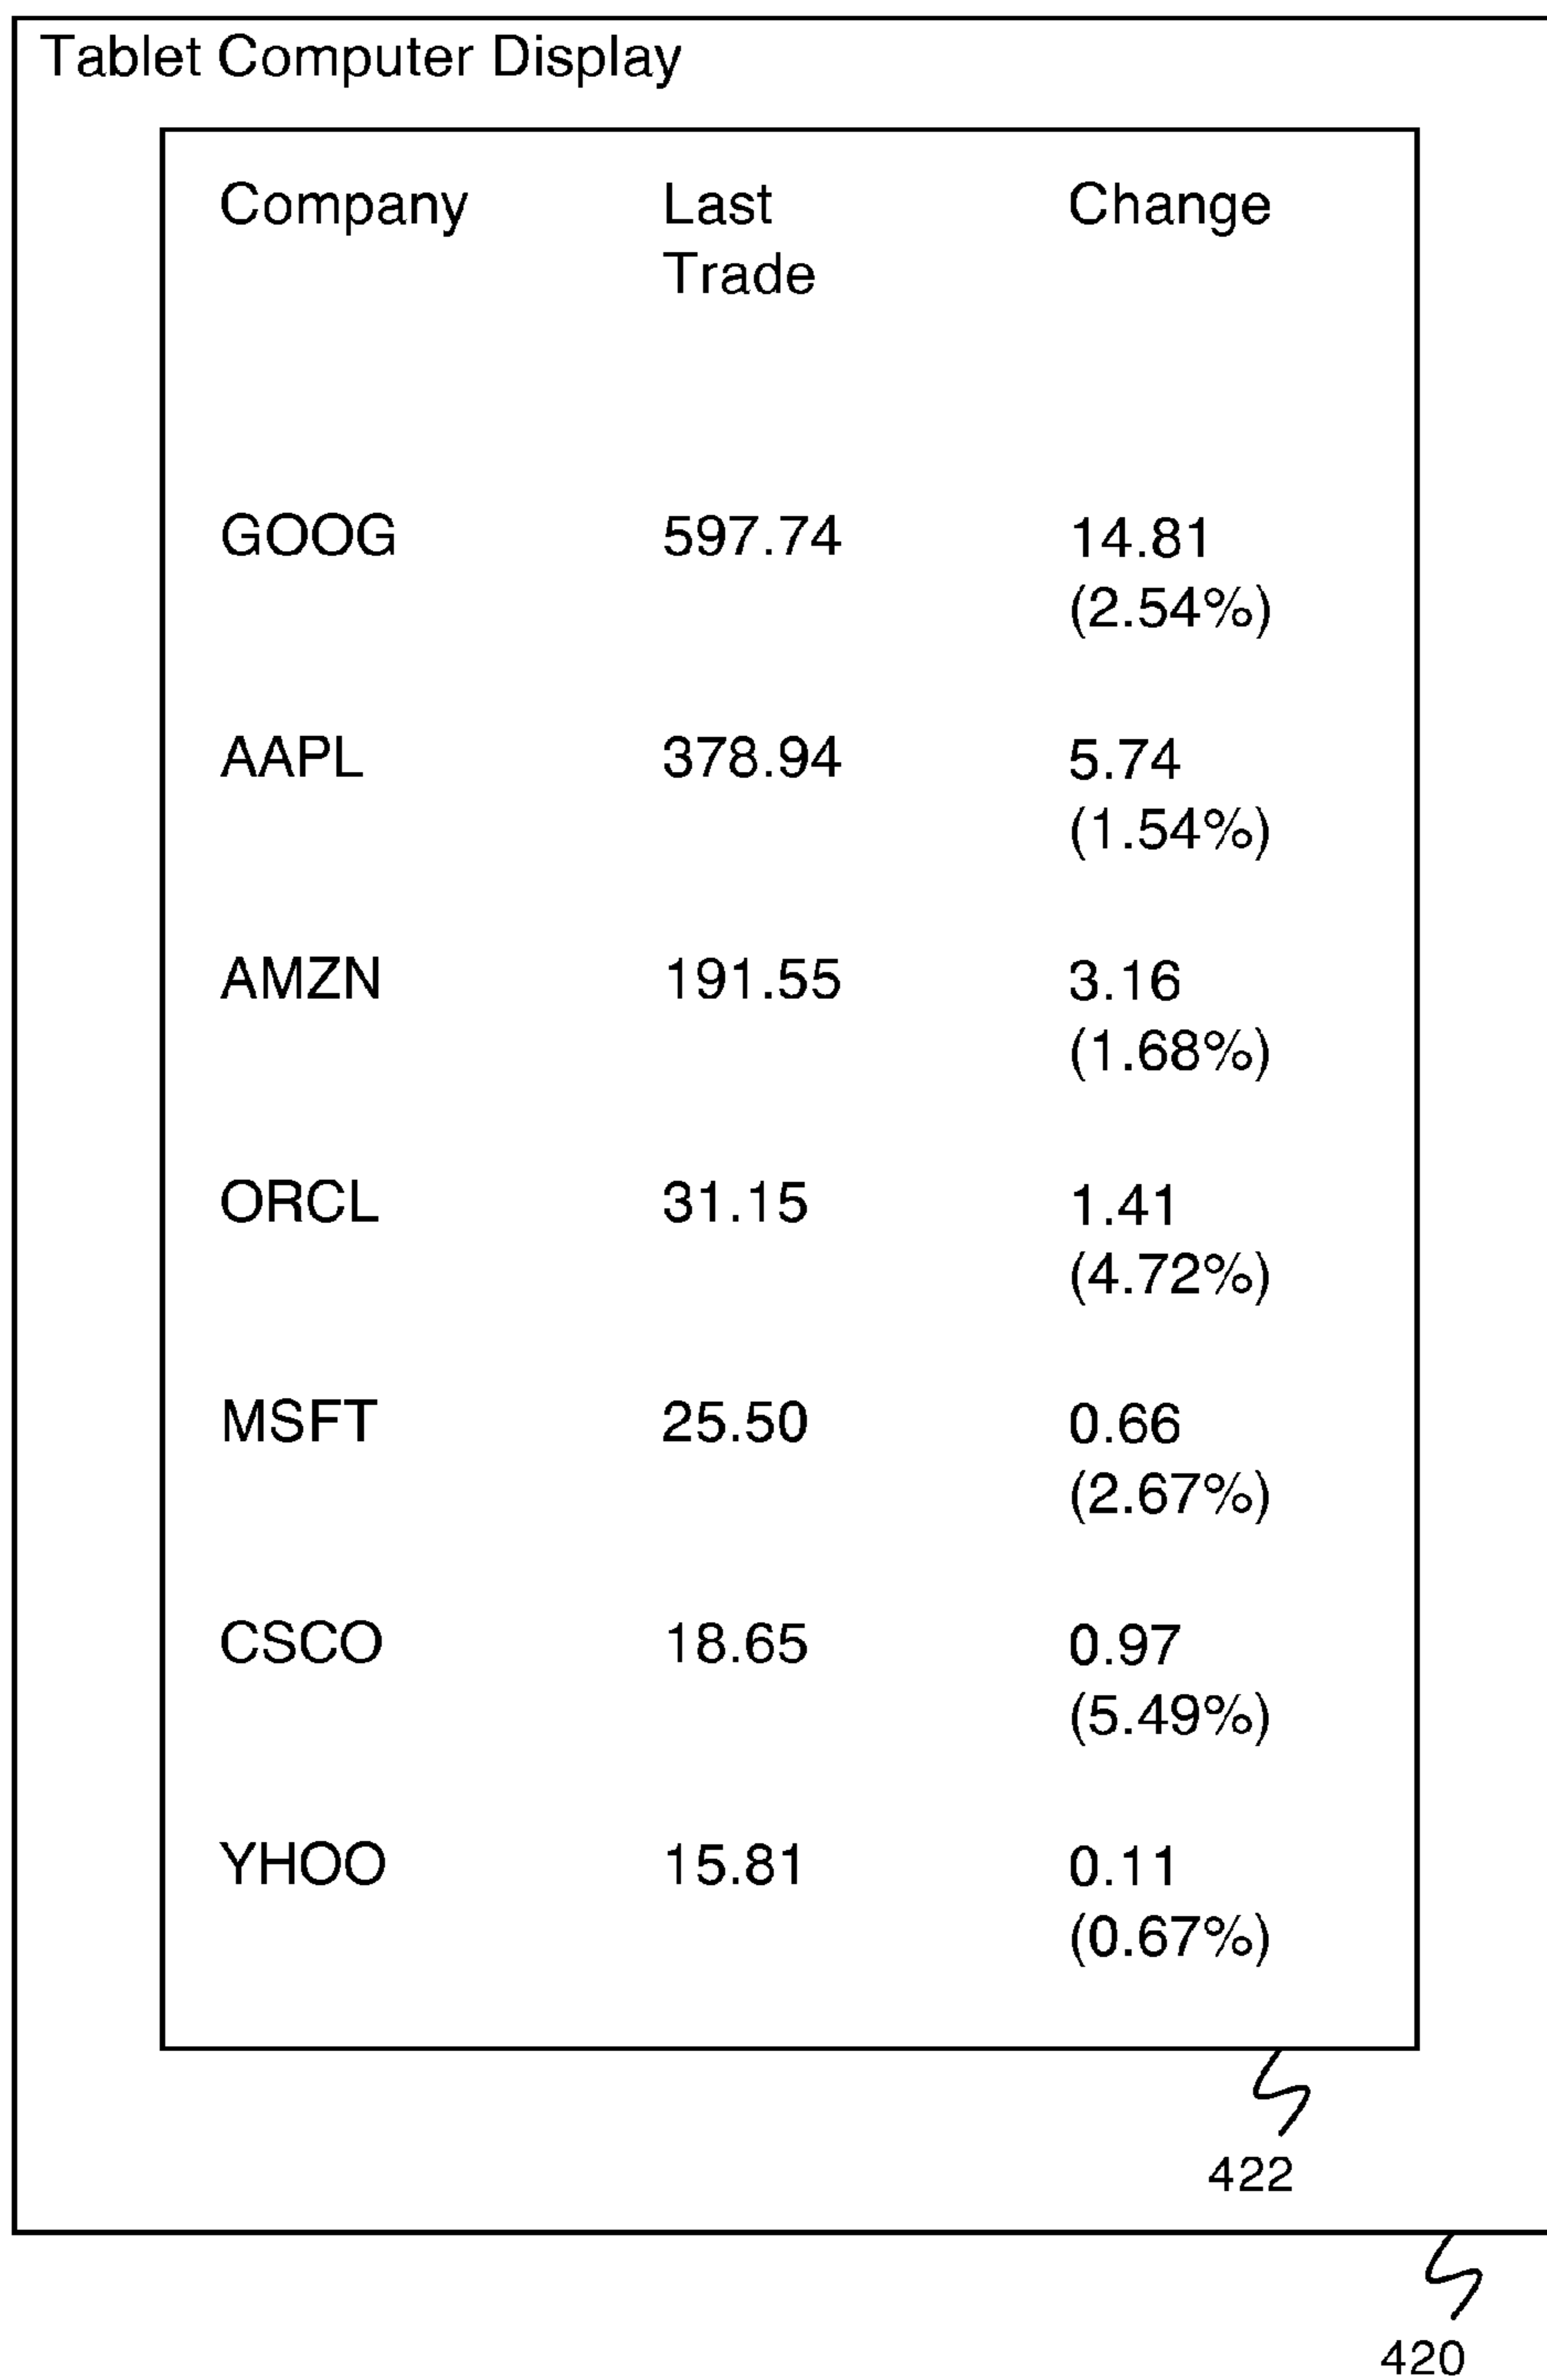 Tablet Computer Display
Company Last Change
Trade
GOOG 597.74 14.81
(2.54%)
AAPL 378.94 5.74
(1.54%)
AMZN 191.55 3.16
(1.68%)
ORCL 31.15 1.41
(4.72%)
MSFT 25.50 0.66
(2.67%)
CSCO 18.65 0.97
(5.49%)
YHOO 15.81 0.11
(0.67%)
422
420